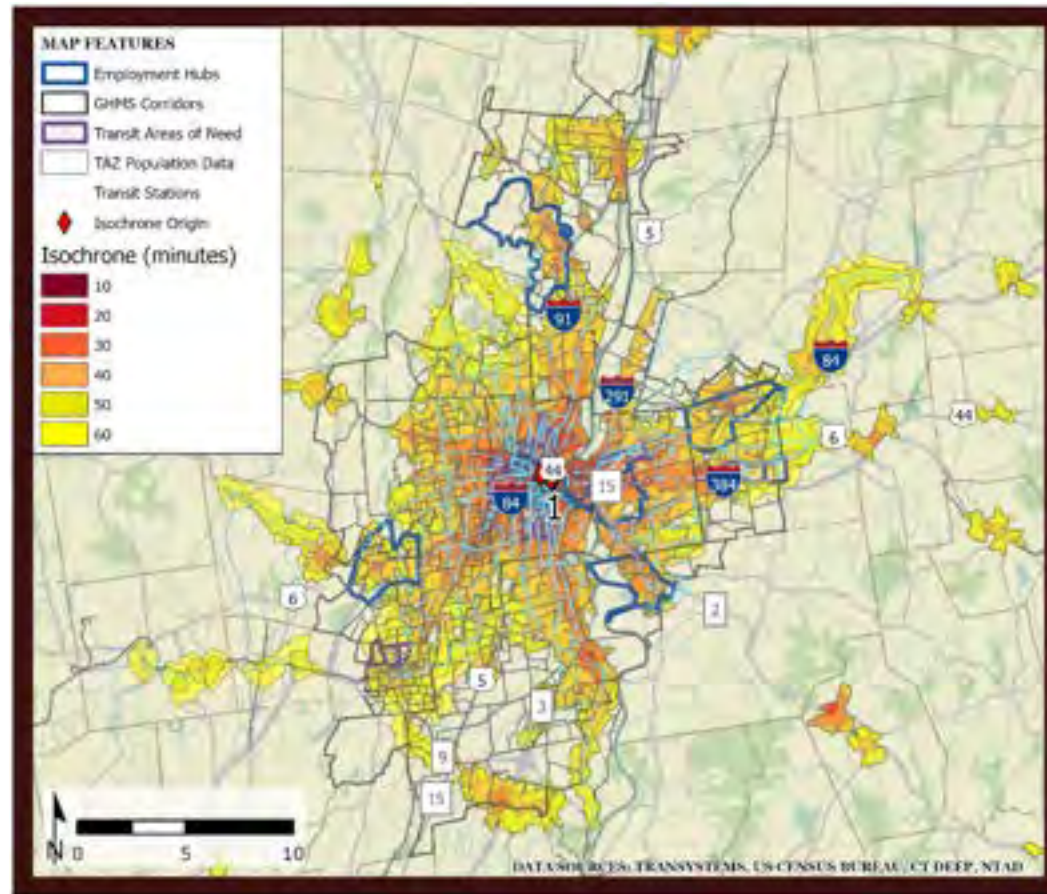 MAP FEATURES
Employment Hubs
GHMS Corridors
Transit Areas of Need
TAZ Population Data
Transit Stations
Isochrone Origin
Isochrone (minutes)
10
20
30
40
50
60
5
91
84
291
44
6
44
15
384
84
1
6
2
5
3
9
15
N 0 5 10
DATA SOURCES: TRANSYSTEMS, US CENSUS BUREAU, CT DEEP, NTAD